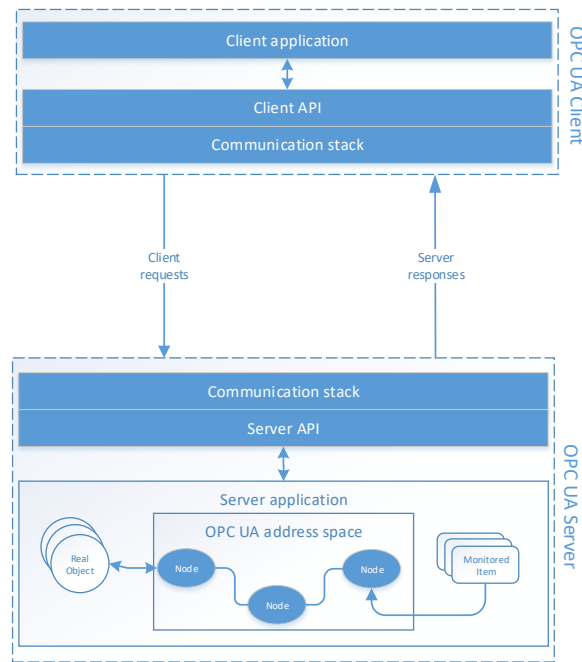 Client application
Client API
Communication stack
OPC UA Client
Client
requests
Server
responses
Communication stack
Server API
OPC UA Server
Server application
OPC UA address space
Real
Object
Node
Node
Node
Monitored
Item